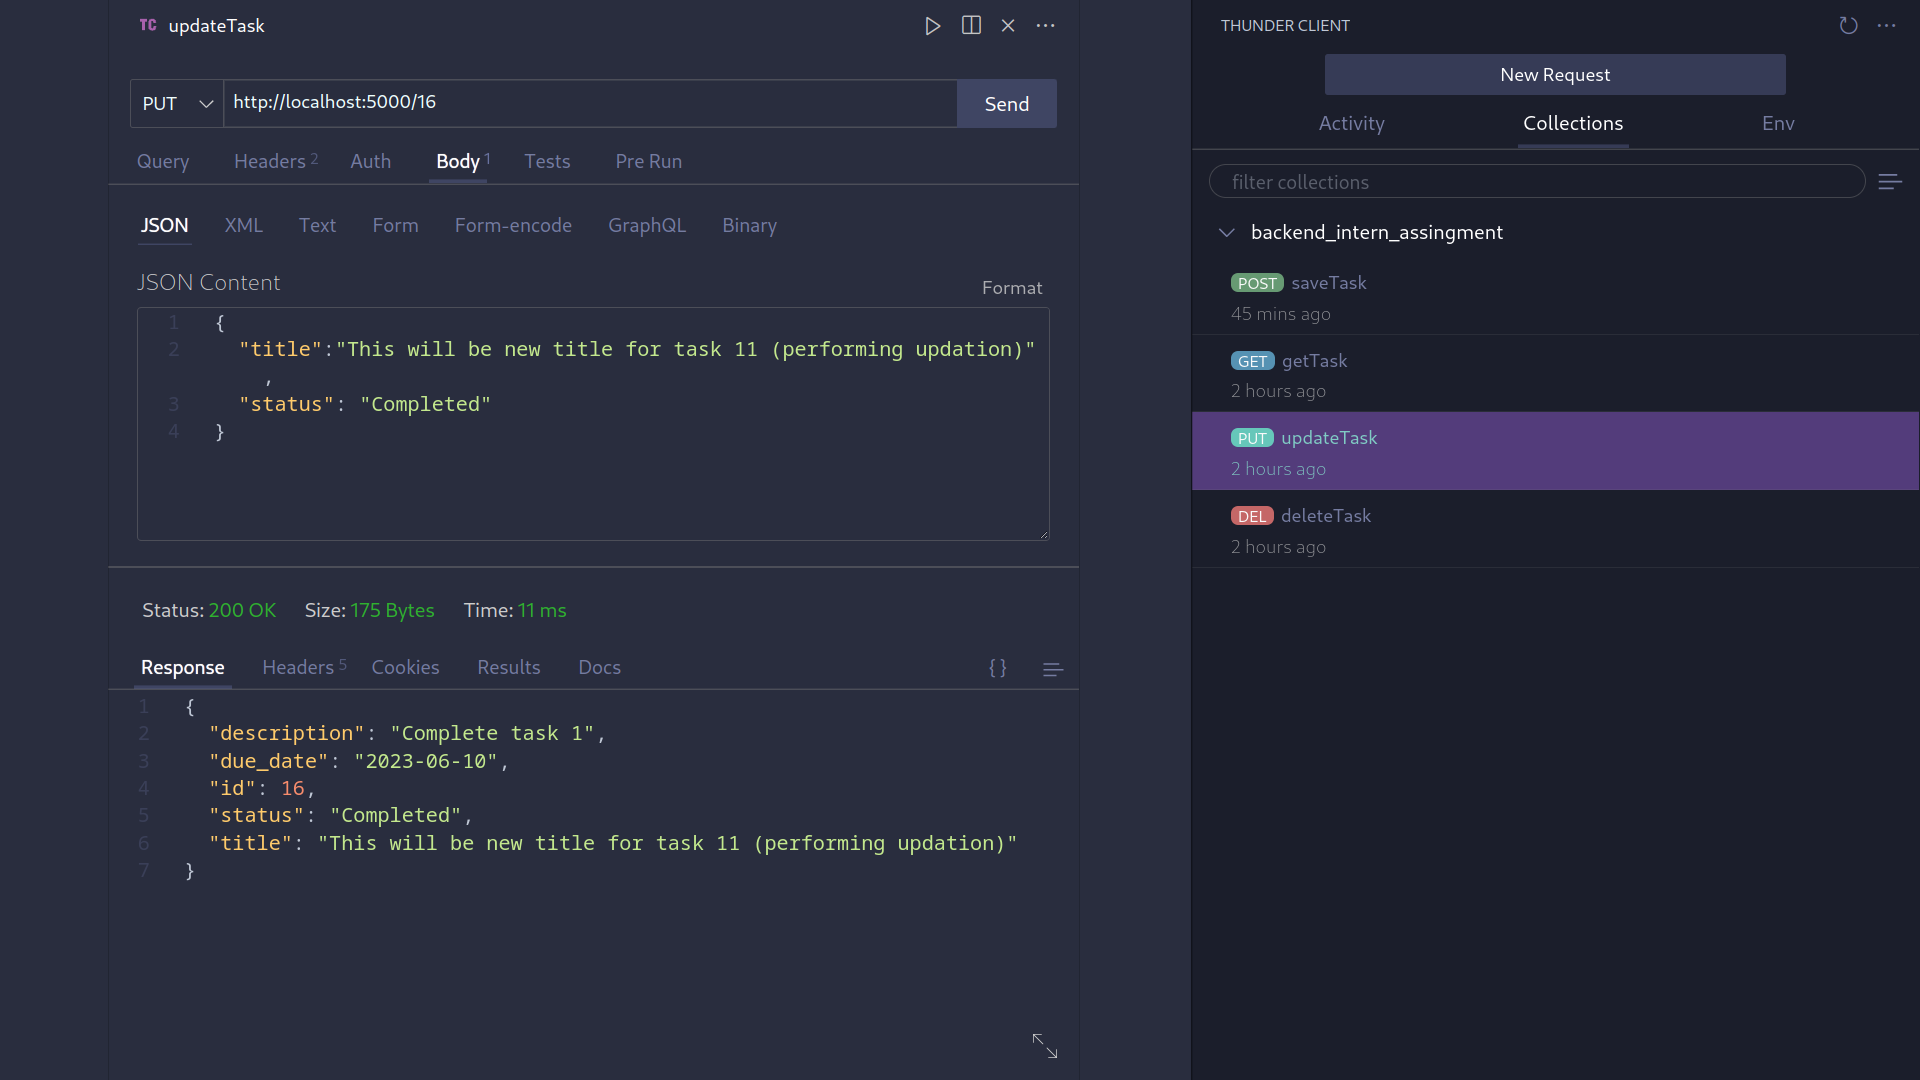 TC updateTask
PUT http://localhost:5000/16 Send
Query Headers 2 Auth Body 1 Tests Pre Run
JSON XML Text Form Form-encode GraphQL Binary
JSON Content Format
1 {
2 "title":"This will be new title for task 11 (performing updation)"
,
3 "status": "Completed"
4 }
Status: 200 OK Size: 175 Bytes Time: 11 ms
Response Headers 5 Cookies Results Docs { }
1 {
2 "description": "Complete task 1",
3 "due_date": "2023-06-10",
4 "id": 16,
5 "status": "Completed",
6 "title": "This will be new title for task 11 (performing updation)"
7 }
THUNDER CLIENT
New Request
Activity Collections Env
filter collections
backend_intern_assingment
POST saveTask
45 mins ago
GET getTask
2 hours ago
PUT updateTask
2 hours ago
DEL deleteTask
2 hours ago